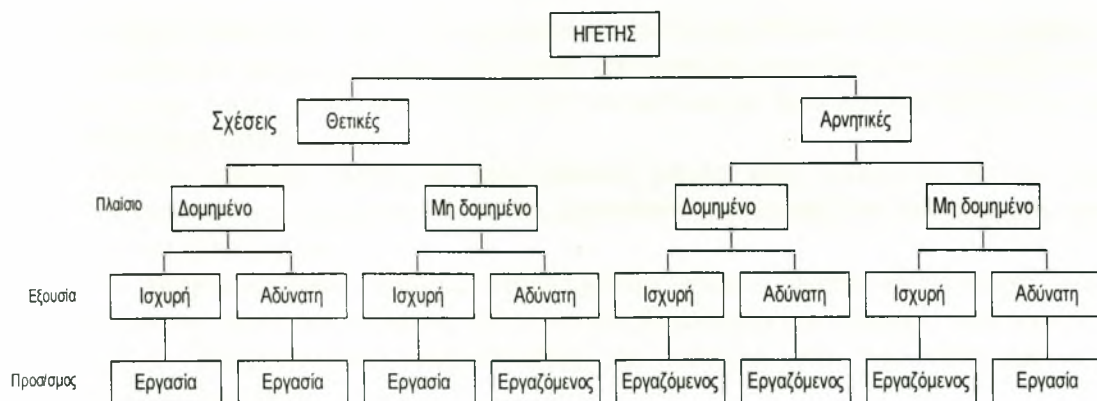 ΗΓΕΤΗΣ
Σχέσεις Θετικές Αρνητικές
Πλαίσιο Δομημένο Μη δομημένο Δομημένο Μη δομημένο
Εξουσία Ισχυρή Αδύνατη Ισχυρή Αδύνατη Ισχυρή Αδύνατη Ισχυρή Αδύνατη
Προσ/σμος Εργασία Εργασία Εργασία Εργαζόμενος Εργαζόμενος Εργαζόμενος Εργαζόμενος Εργασία